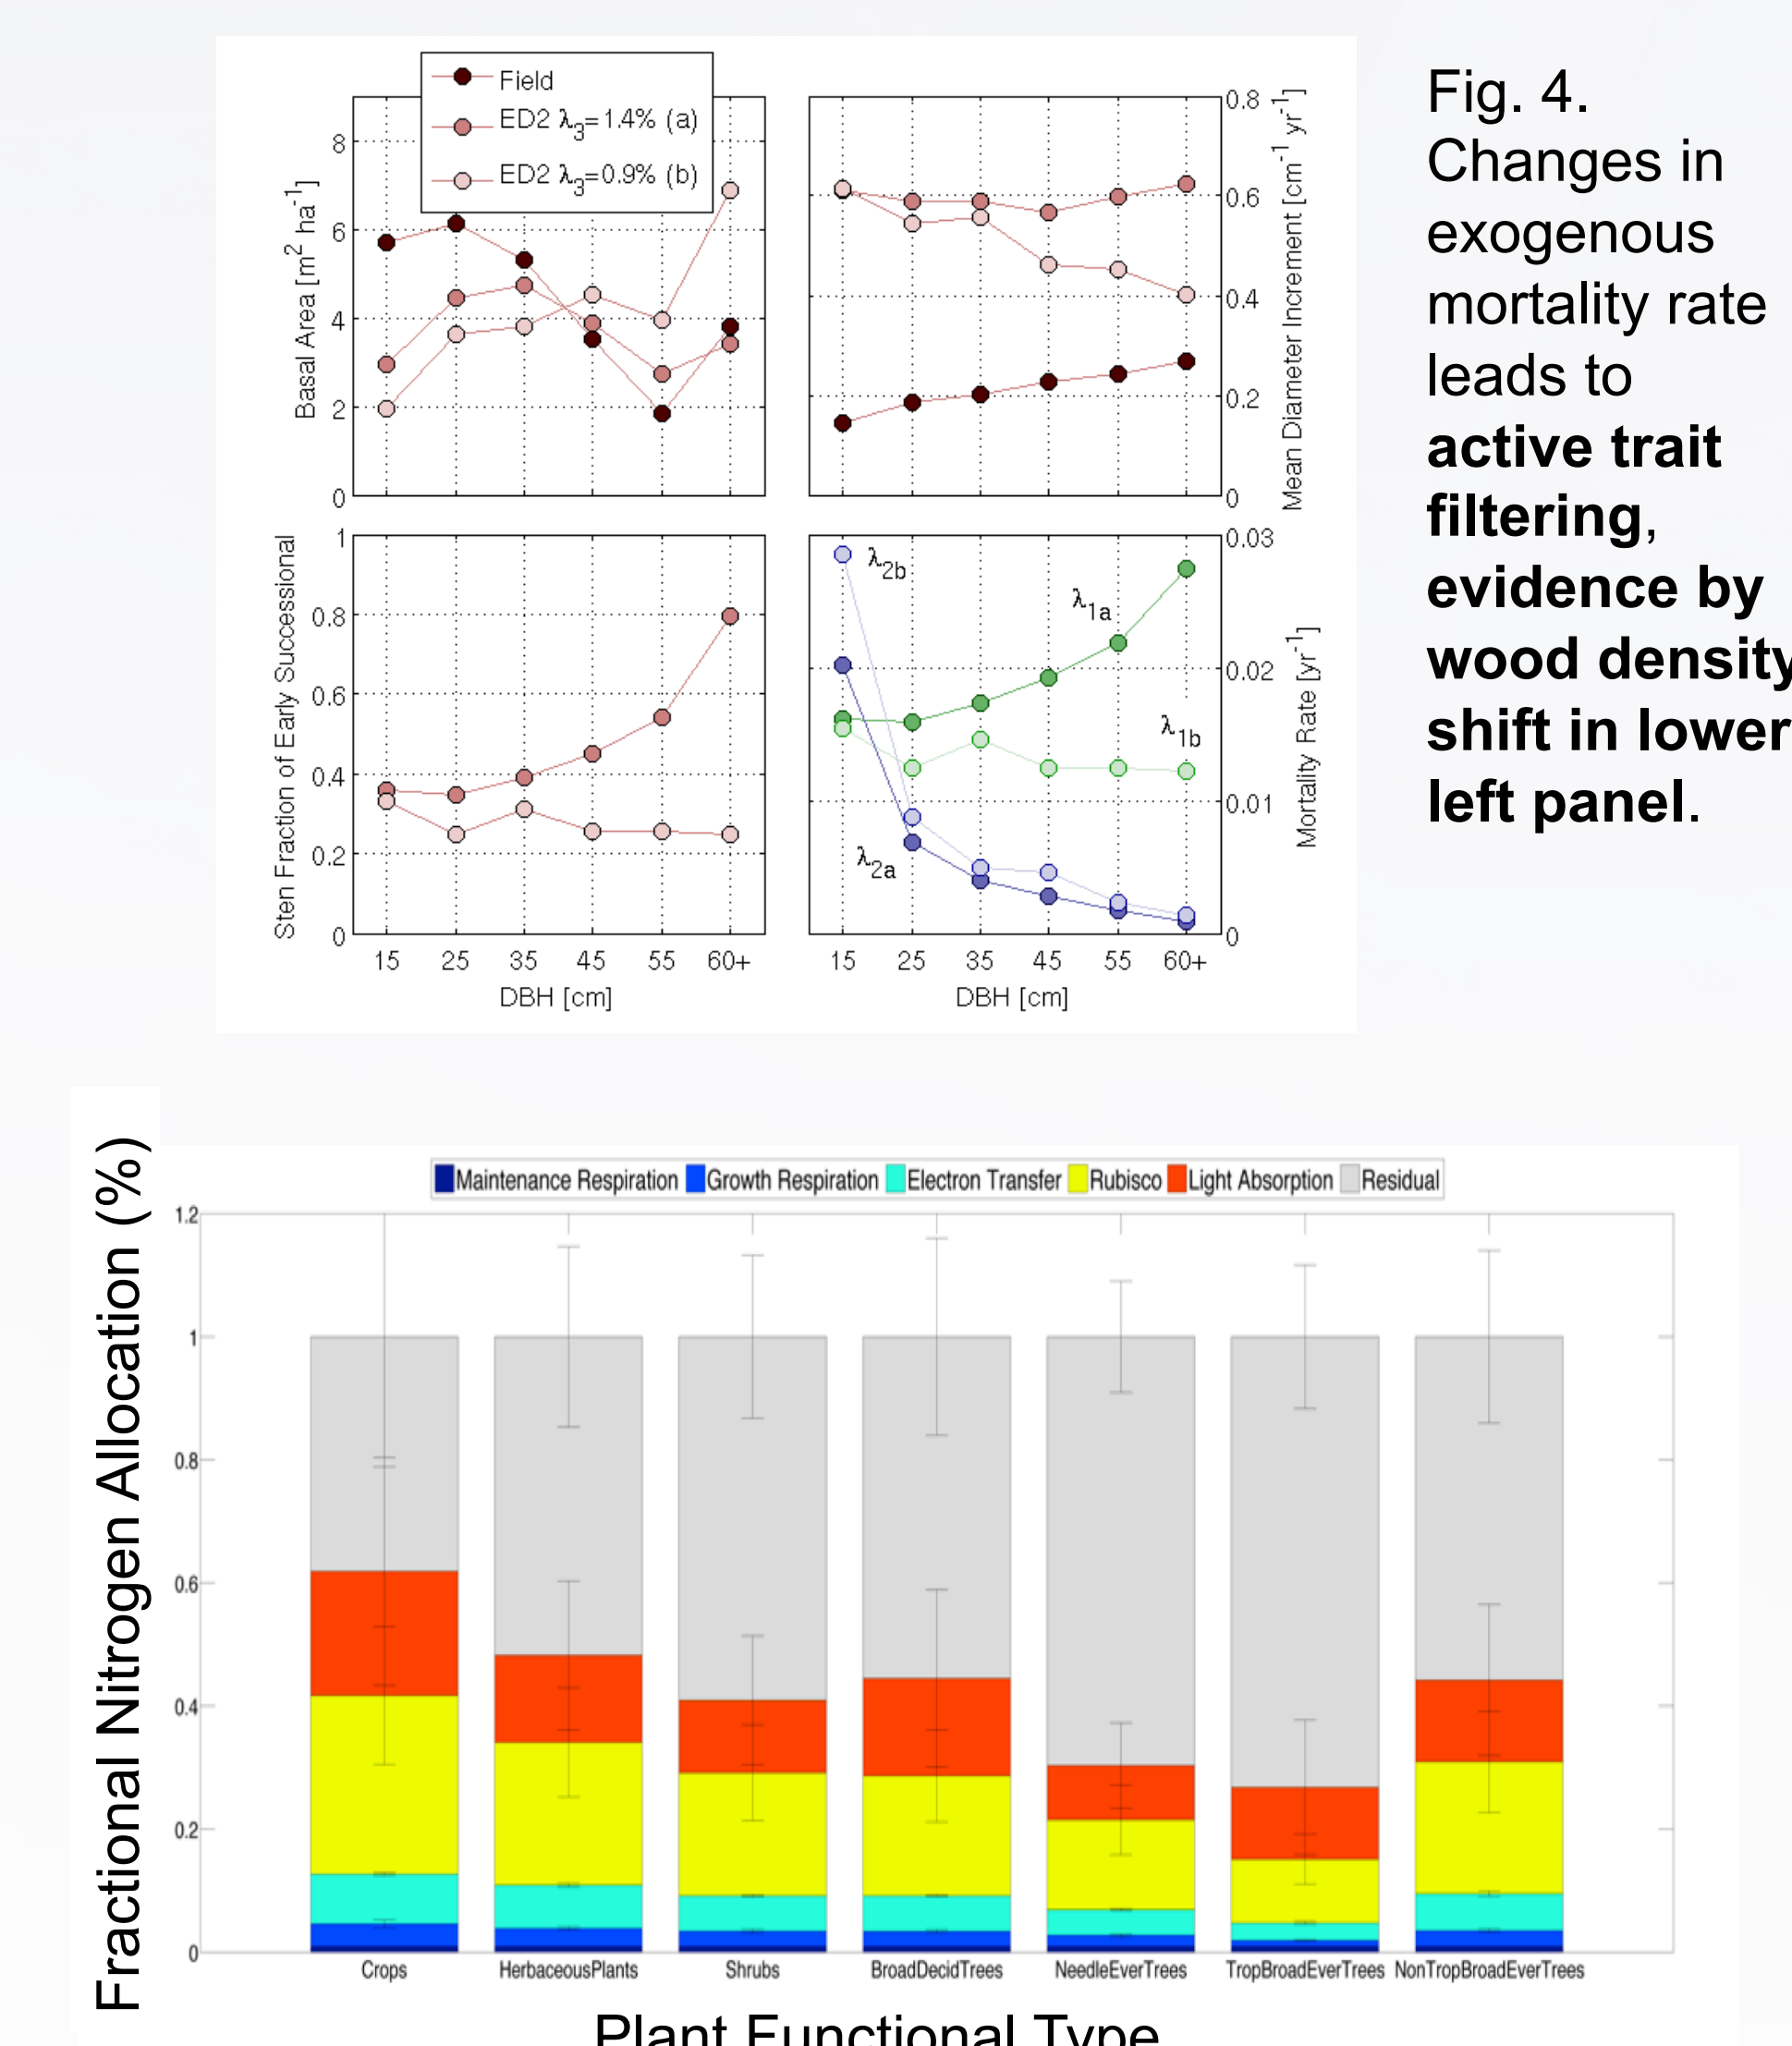 Field
ED2 λ3=1.4% (a)
ED2 λ3=0.9% (b)
Basal Area [m2 ha-1]
8
6
4
2
0
Mean Diameter Increment [cm-1 yr-1]
0.8
0.6
0.4
0.2
0
Sten Fraction of Early Successional
1
0.8
0.6
0.4
0.2
0
15 25 35 45 55 60+
DBH [cm]
λ2b
λ1a
λ1b
λ2a
Mortality Rate [yr-1]
0.03
0.02
0.01
0
15 25 35 45 55 60+
DBH [cm]
Fig. 4.
Changes in
exogenous
mortality rate
leads to
active trait
filtering,
evidence by
wood density
shift in lower
left panel.
Fractional Nitrogen Allocation (%)
Maintenance Respiration Growth Respiration Electron Transfer Rubisco Light Absorption Residual
1.2
1
0.8
0.6
0.4
0.2
0
Crops HerbaceousPlants Shrubs BroadDecidTrees NeedleEverTrees TropBroadEverTrees NonTropBroadEverTrees
Plant Functional Type